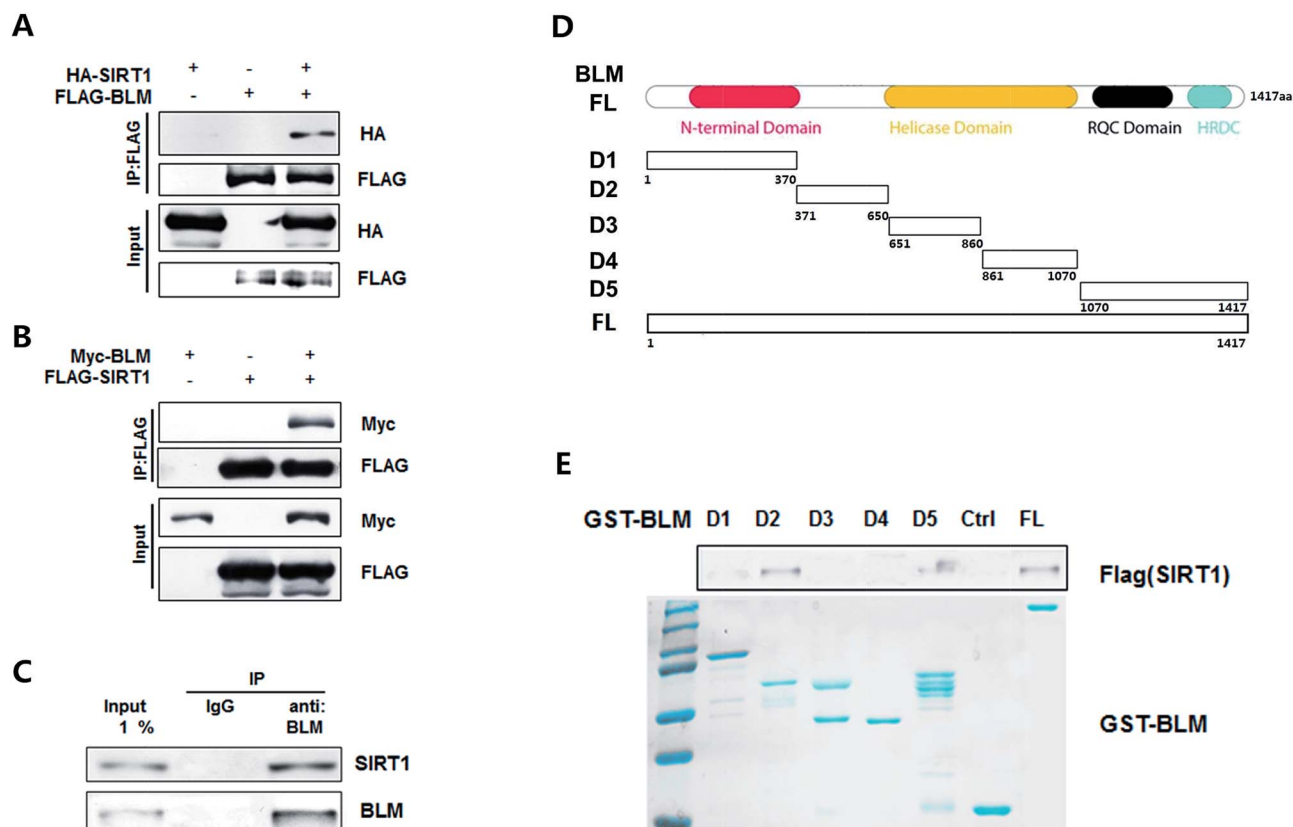 A
HA-SIRT1 + - +
FLAG-BLM - + +
IP:FLAG
HA
FLAG
Input
HA
FLAG
B
Myc-BLM + - +
FLAG-SIRT1 - + +
IP:FLAG
Myc
FLAG
Input
Myc
FLAG
C
IP
Input IgG anti:
1 % BLM
SIRT1
BLM
D
BLM
FL 1417aa
N-terminal Domain Helicase Domain RQC Domain HRDC
D1
1 370
D2
371 650
D3
651 860
D4
861 1070
D5
1070 1417
FL
1 1417
E
GST-BLM D1 D2 D3 D4 D5 Ctrl FL
Flag(SIRT1)
GST-BLM